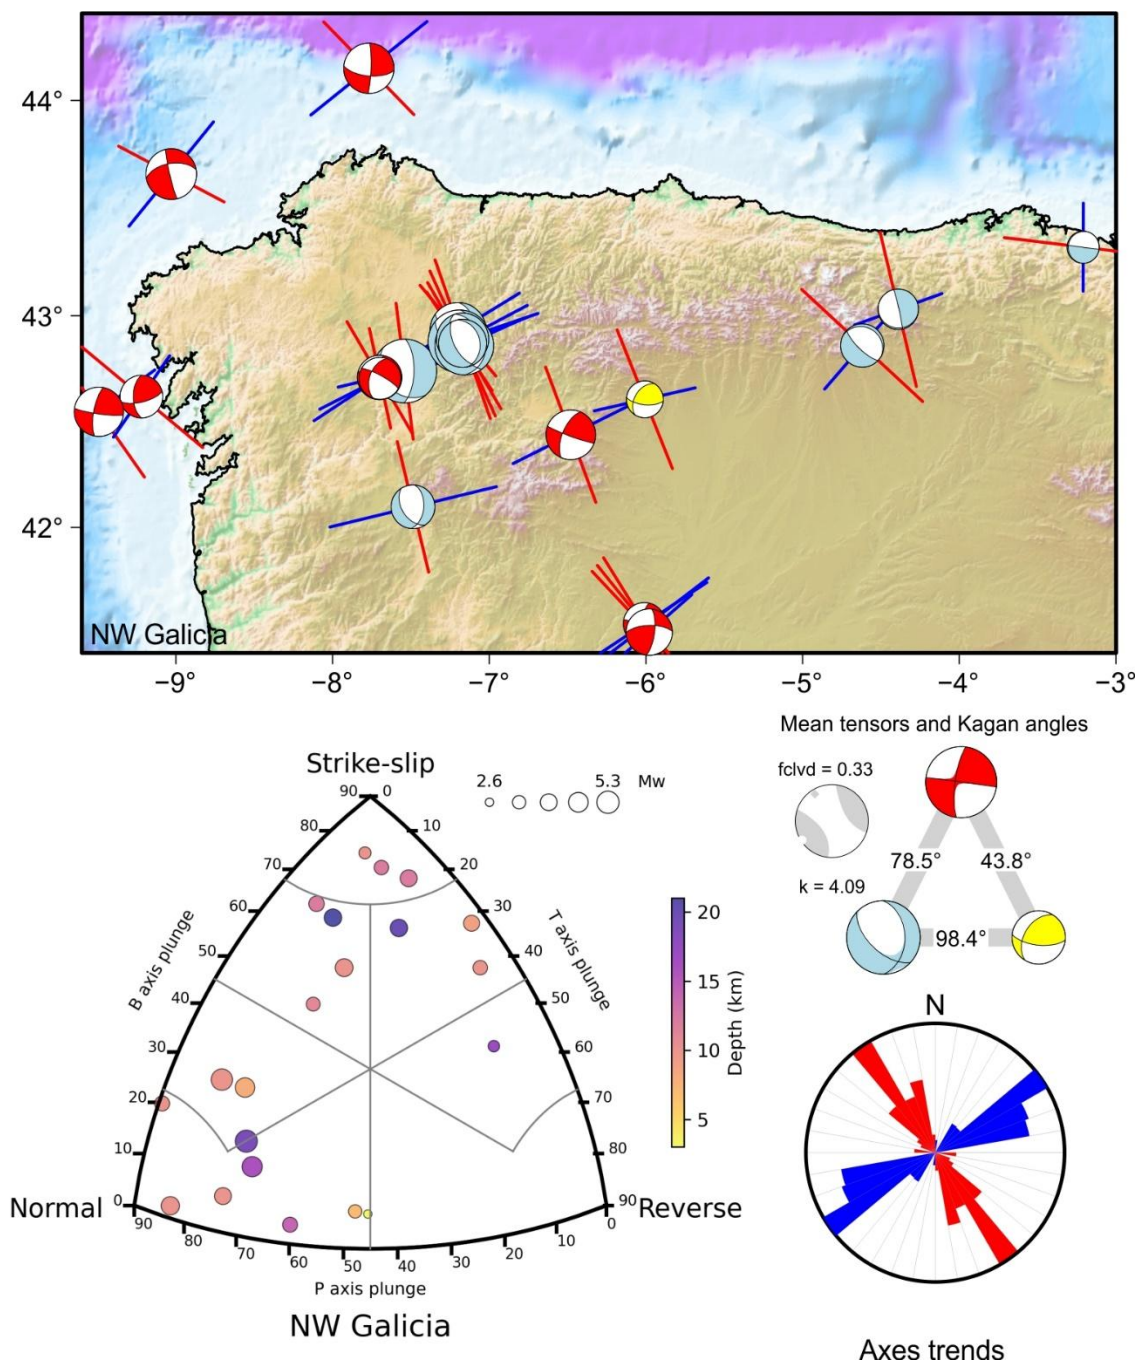 44°
43°
42°
NW Galicia
−9° −8° −7° −6° −5° −4° −3°
Mean tensors and Kagan angles
fclvd = 0.33
78.5° 43.8°
k = 4.09
98.4°
Strike-slip
2.6 5.3 Mw
90 0
80 10
70 20
60 30
50 40
40 50
30 60
20 70
10 80
0 90
B axis plunge
T axis plunge
Normal
Reverse
90 80 70 60 50 40 30 20 10 0
P axis plunge
NW Galicia
20
15
10
5
Depth (km)
N
Axes trends